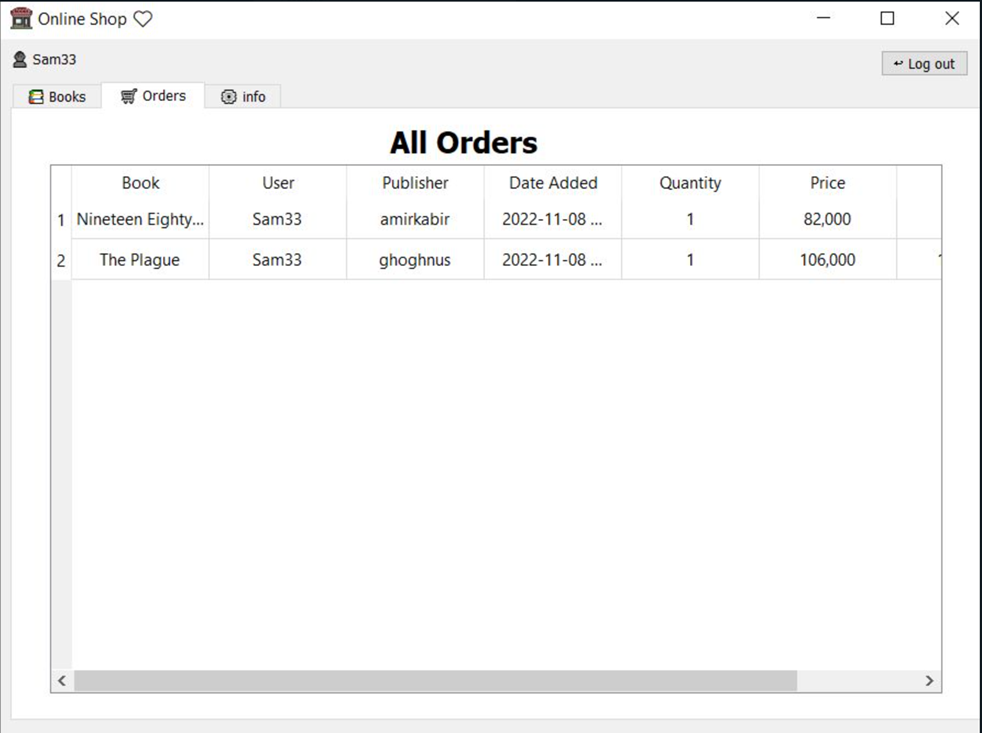 Online Shop
Sam33
Log out
Books Orders info
All Orders
Book User Publisher Date Added Quantity Price
1 Nineteen Eighty... Sam33 amirkabir 2022-11-08 ... 1 82,000
2 The Plague Sam33 ghoghnus 2022-11-08 ... 1 106,000